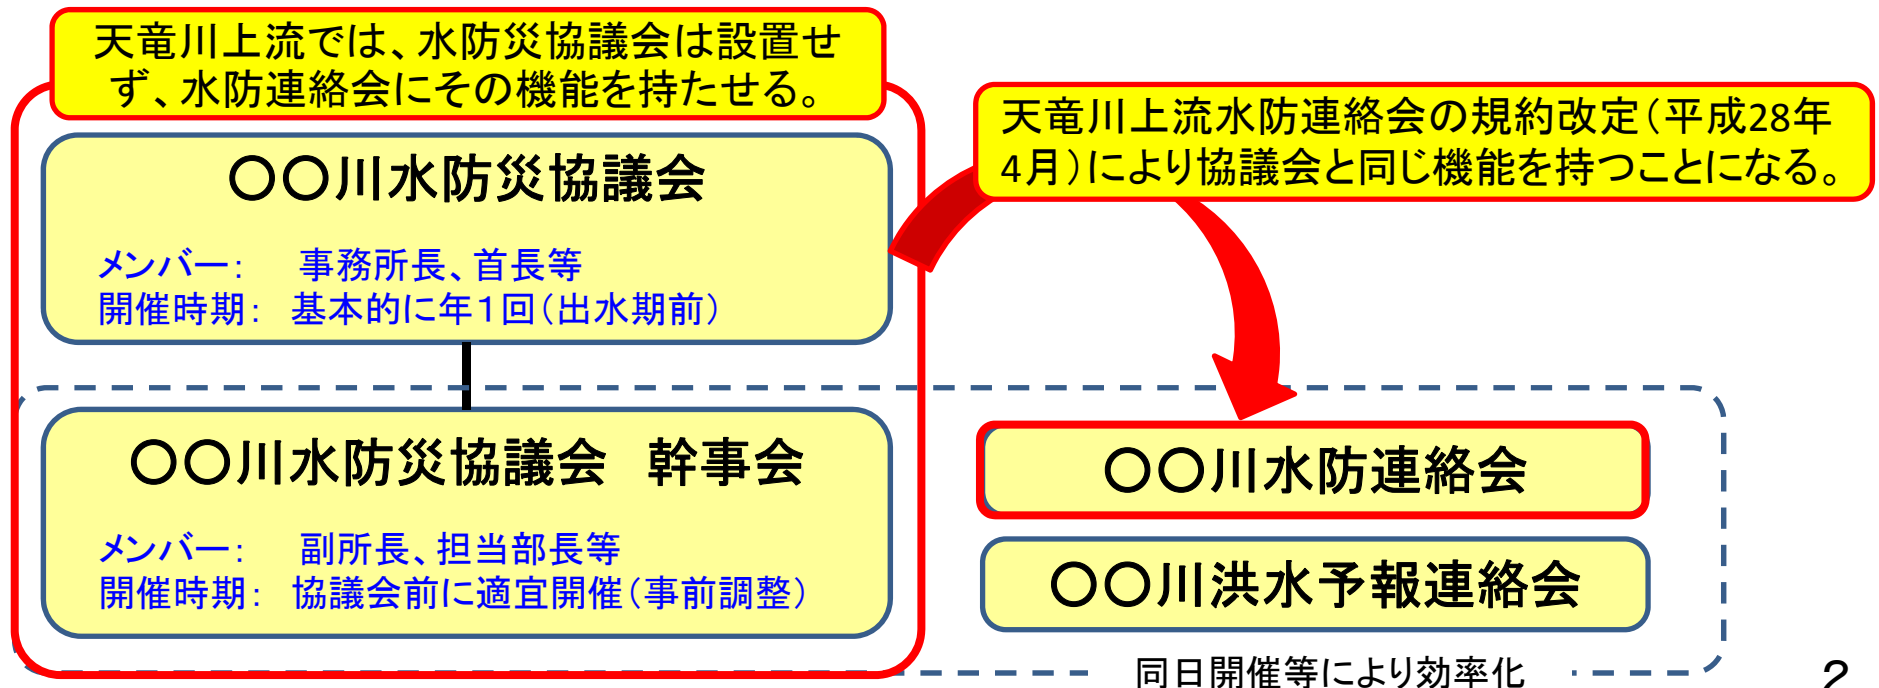 天竜川上流では、水防災協議会は設置せ
ず、水防連絡会にその機能を持たせる。
天竜川上流水防連絡会の規約改定（平成28年
4月）により協議会と同じ機能を持つことになる。
〇〇川水防災協議会
メンバー：　事務所長、首長等
開催時期：　基本的に年１回（出水期前）
〇〇川水防災協議会　幹事会
メンバー：　副所長、担当部長等
開催時期：　協議会前に適宜開催（事前調整）
〇〇川水防連絡会
〇〇川洪水予報連絡会
同日開催等により効率化
2